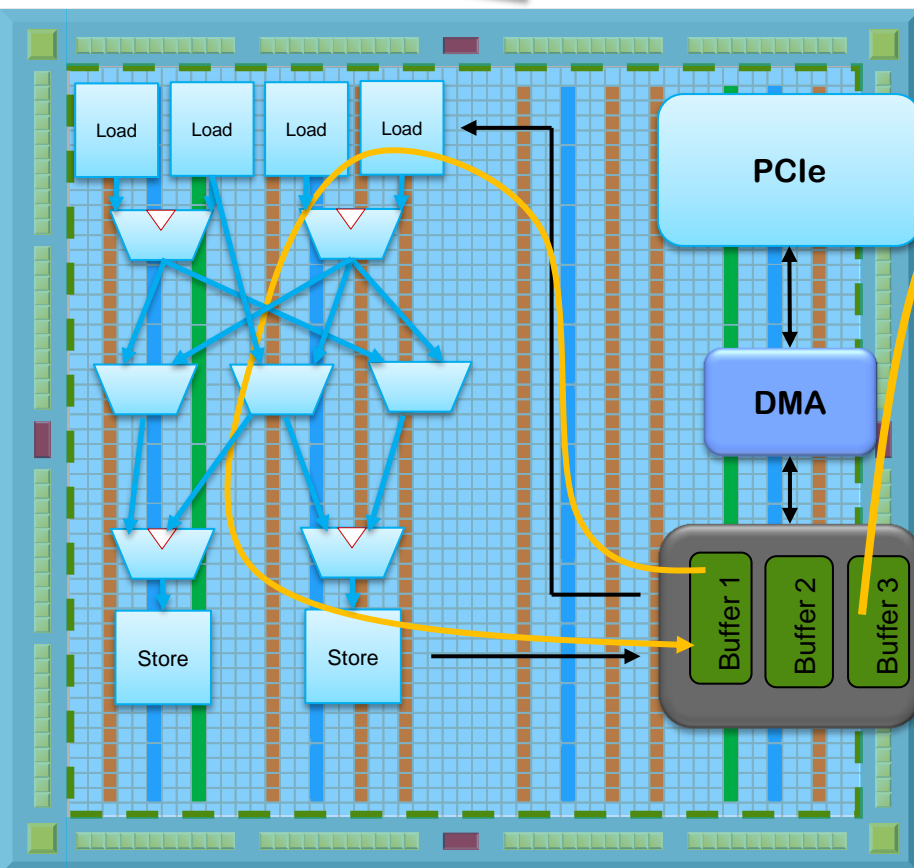 Load
Load
Load
Load
PCIe
DMA
Buffer 1
Buffer 2
Buffer 3
Store
Store